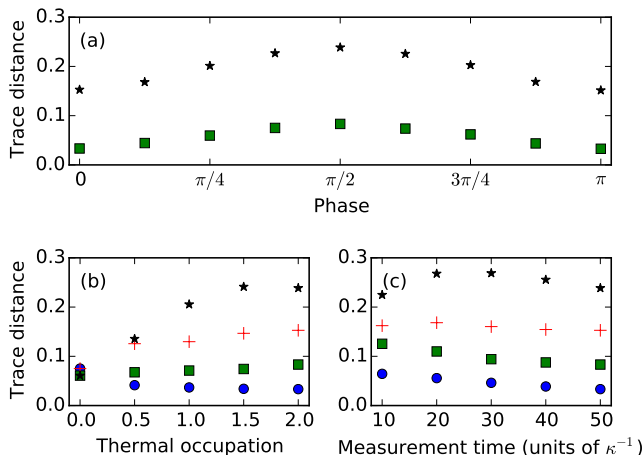 (a)
Trace distance
0.3
0.2
0.1
0.0
0
π/4
π/2
3π/4
π
Phase
(b)
Trace distance
0.3
0.2
0.1
0.0
0.0 0.5 1.0 1.5 2.0
Thermal occupation
(c)
0.3
0.2
0.1
0.0
10 20 30 40 50
Measurement time (units of κ⁻¹)